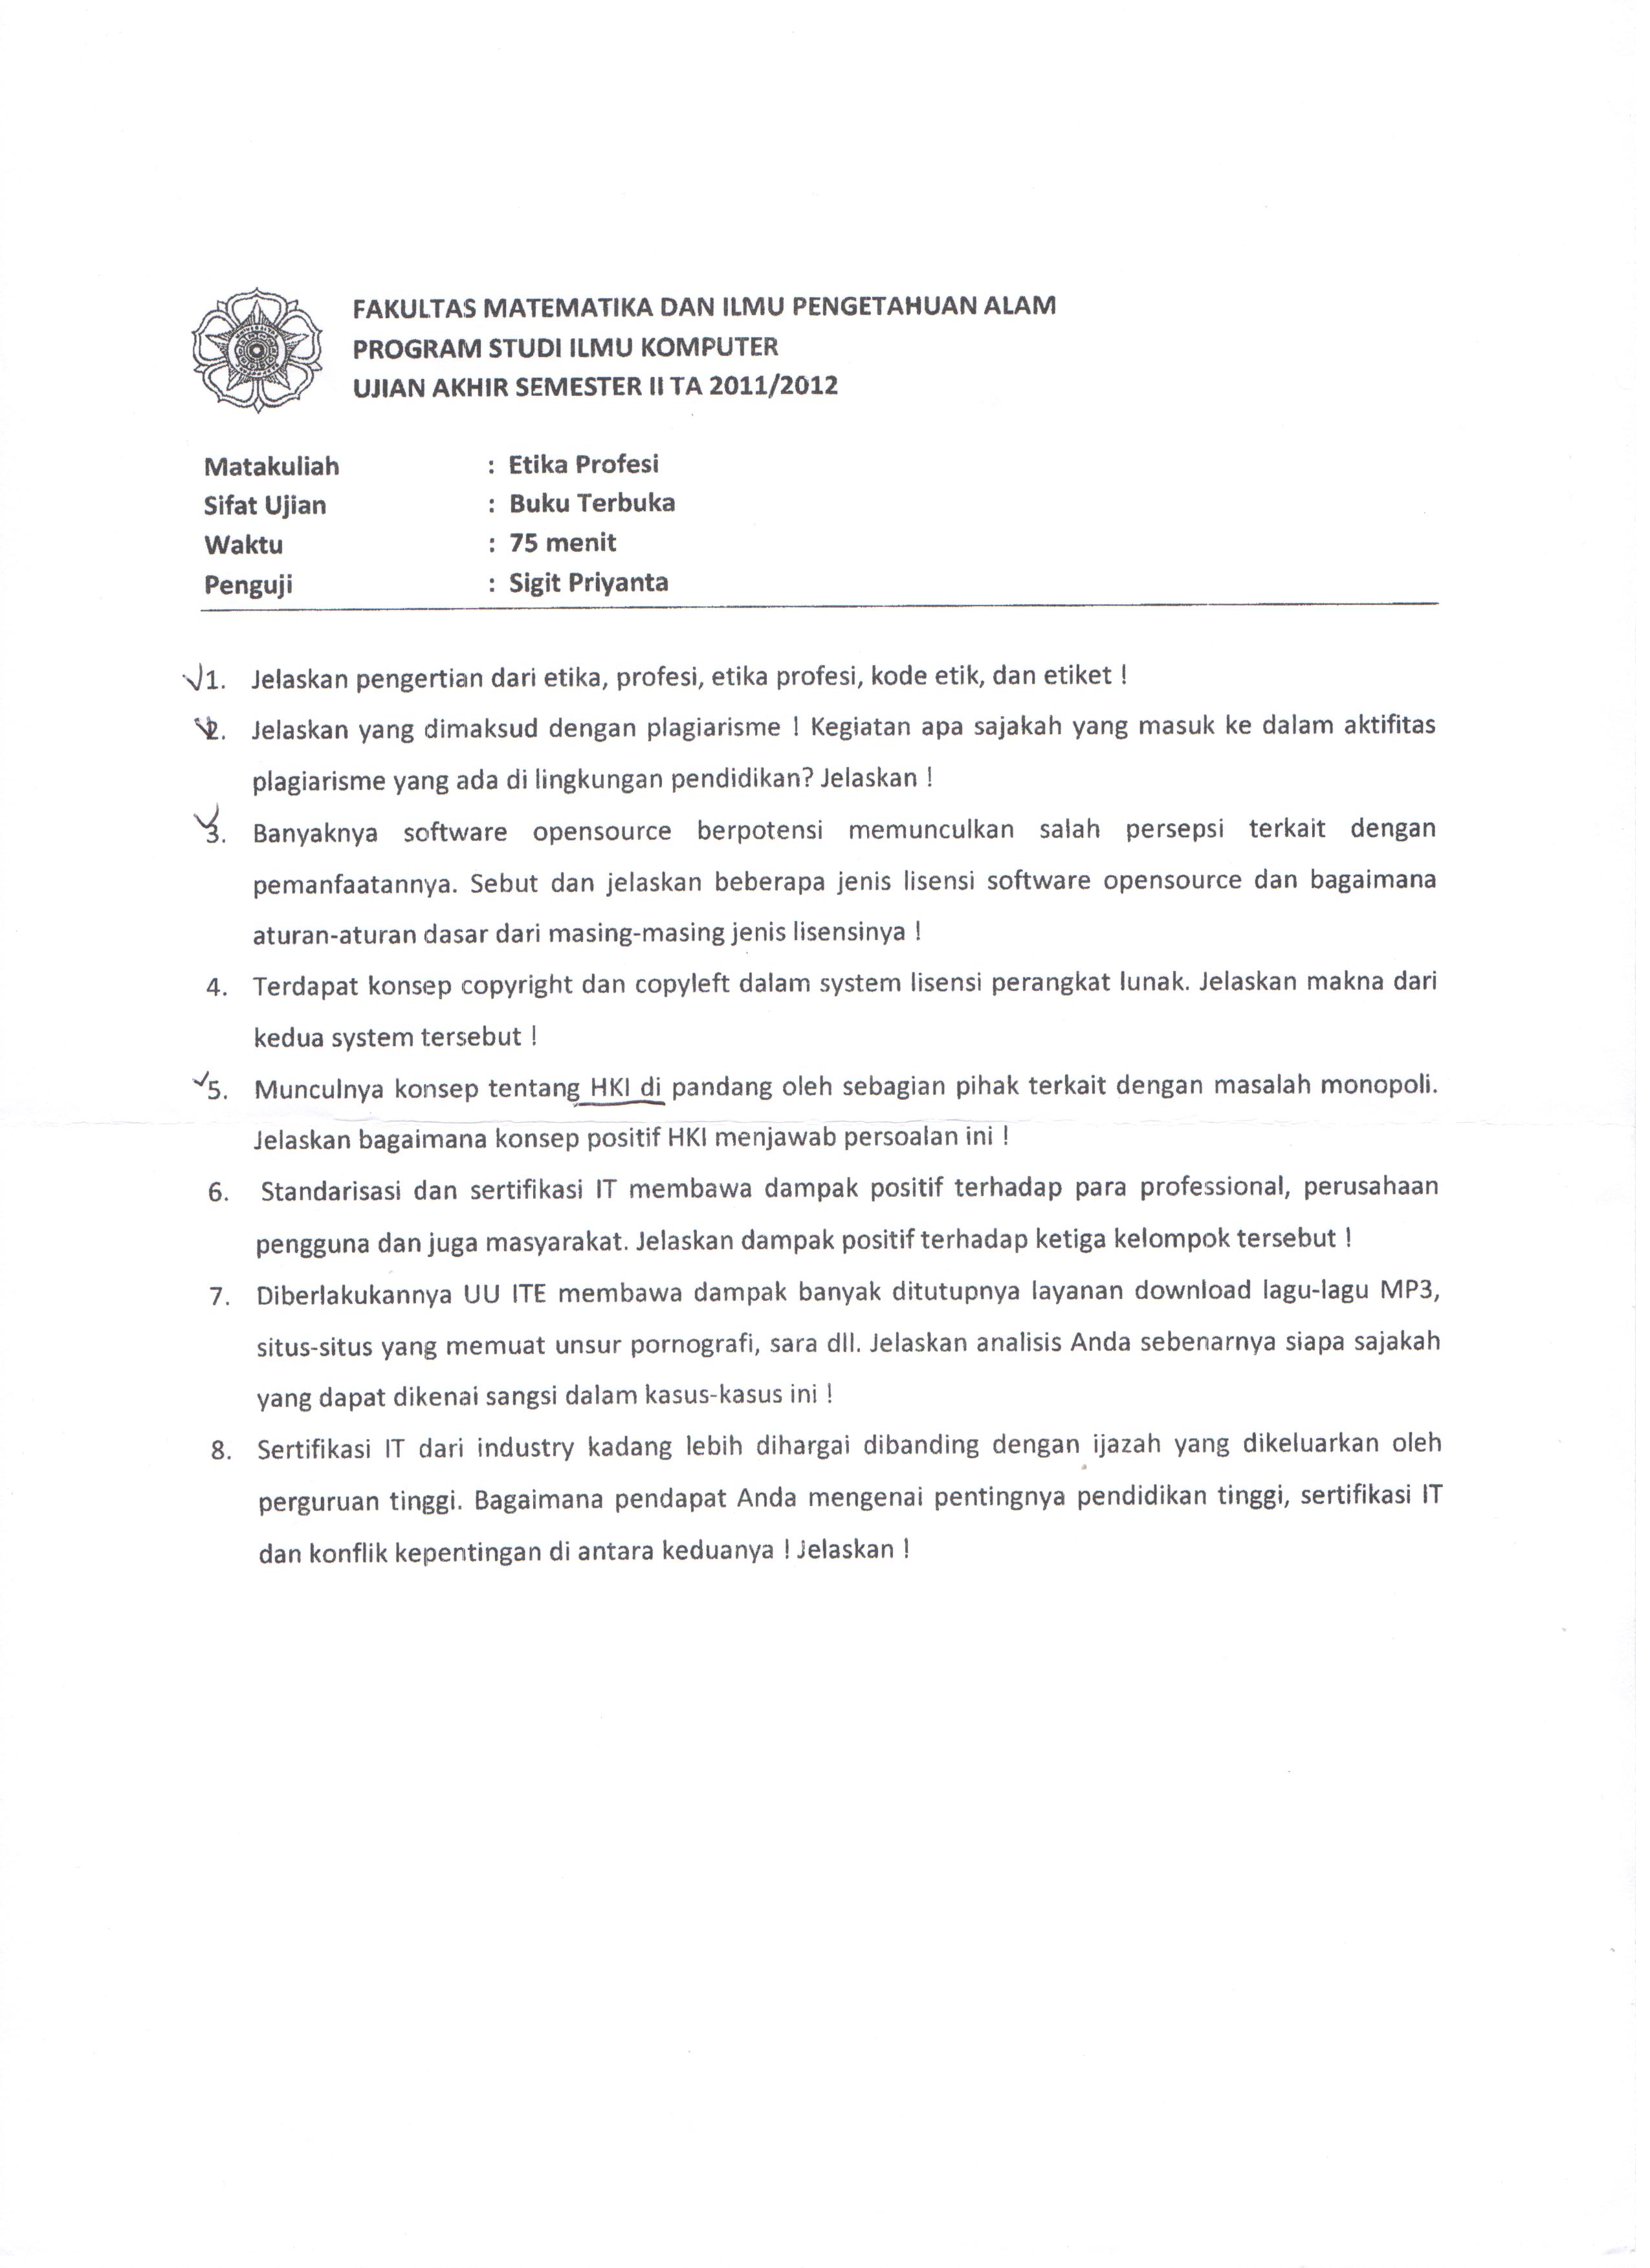 FAKULTAS MATEMATIKA DAN ILMU PENGETAHUAN ALAM
PROGRAM STUDI ILMU KOMPUTER
UJIAN AKHIR SEMESTER II TA 2011/2012
Matakuliah : Etika Profesi
Sifat Ujian : Buku Terbuka
Waktu : 75 menit
Penguji : Sigit Priyanta
1. Jelaskan pengertian dari etika, profesi, etika profesi, kode etik, dan etiket !
2. Jelaskan yang dimaksud dengan plagiarisme ! Kegiatan apa sajakah yang masuk ke dalam aktifitas
plagiarisme yang ada di lingkungan pendidikan? Jelaskan !
3. Banyaknya software opensource berpotensi memunculkan salah persepsi terkait dengan
pemanfaatannya. Sebut dan jelaskan beberapa jenis lisensi software opensource dan bagaimana
aturan-aturan dasar dari masing-masing jenis lisensinya !
4. Terdapat konsep copyright dan copyleft dalam system lisensi perangkat lunak. Jelaskan makna dari
kedua system tersebut !
5. Munculnya konsep tentang HKI di pandang oleh sebagian pihak terkait dengan masalah monopoli.
Jelaskan bagaimana konsep positif HKI menjawab persoalan ini !
6. Standarisasi dan sertifikasi IT membawa dampak positif terhadap para professional, perusahaan
pengguna dan juga masyarakat. Jelaskan dampak positif terhadap ketiga kelompok tersebut !
7. Diberlakukannya UU ITE membawa dampak banyak ditutupnya layanan download lagu-lagu MP3,
situs-situs yang memuat unsur pornografi, sara dll. Jelaskan analisis Anda sebenarnya siapa sajakah
yang dapat dikenai sangsi dalam kasus-kasus ini !
8. Sertifikasi IT dari industry kadang lebih dihargai dibanding dengan ijazah yang dikeluarkan oleh
perguruan tinggi. Bagaimana pendapat Anda mengenai pentingnya pendidikan tinggi, sertifikasi IT
dan konflik kepentingan di antara keduanya ! Jelaskan !